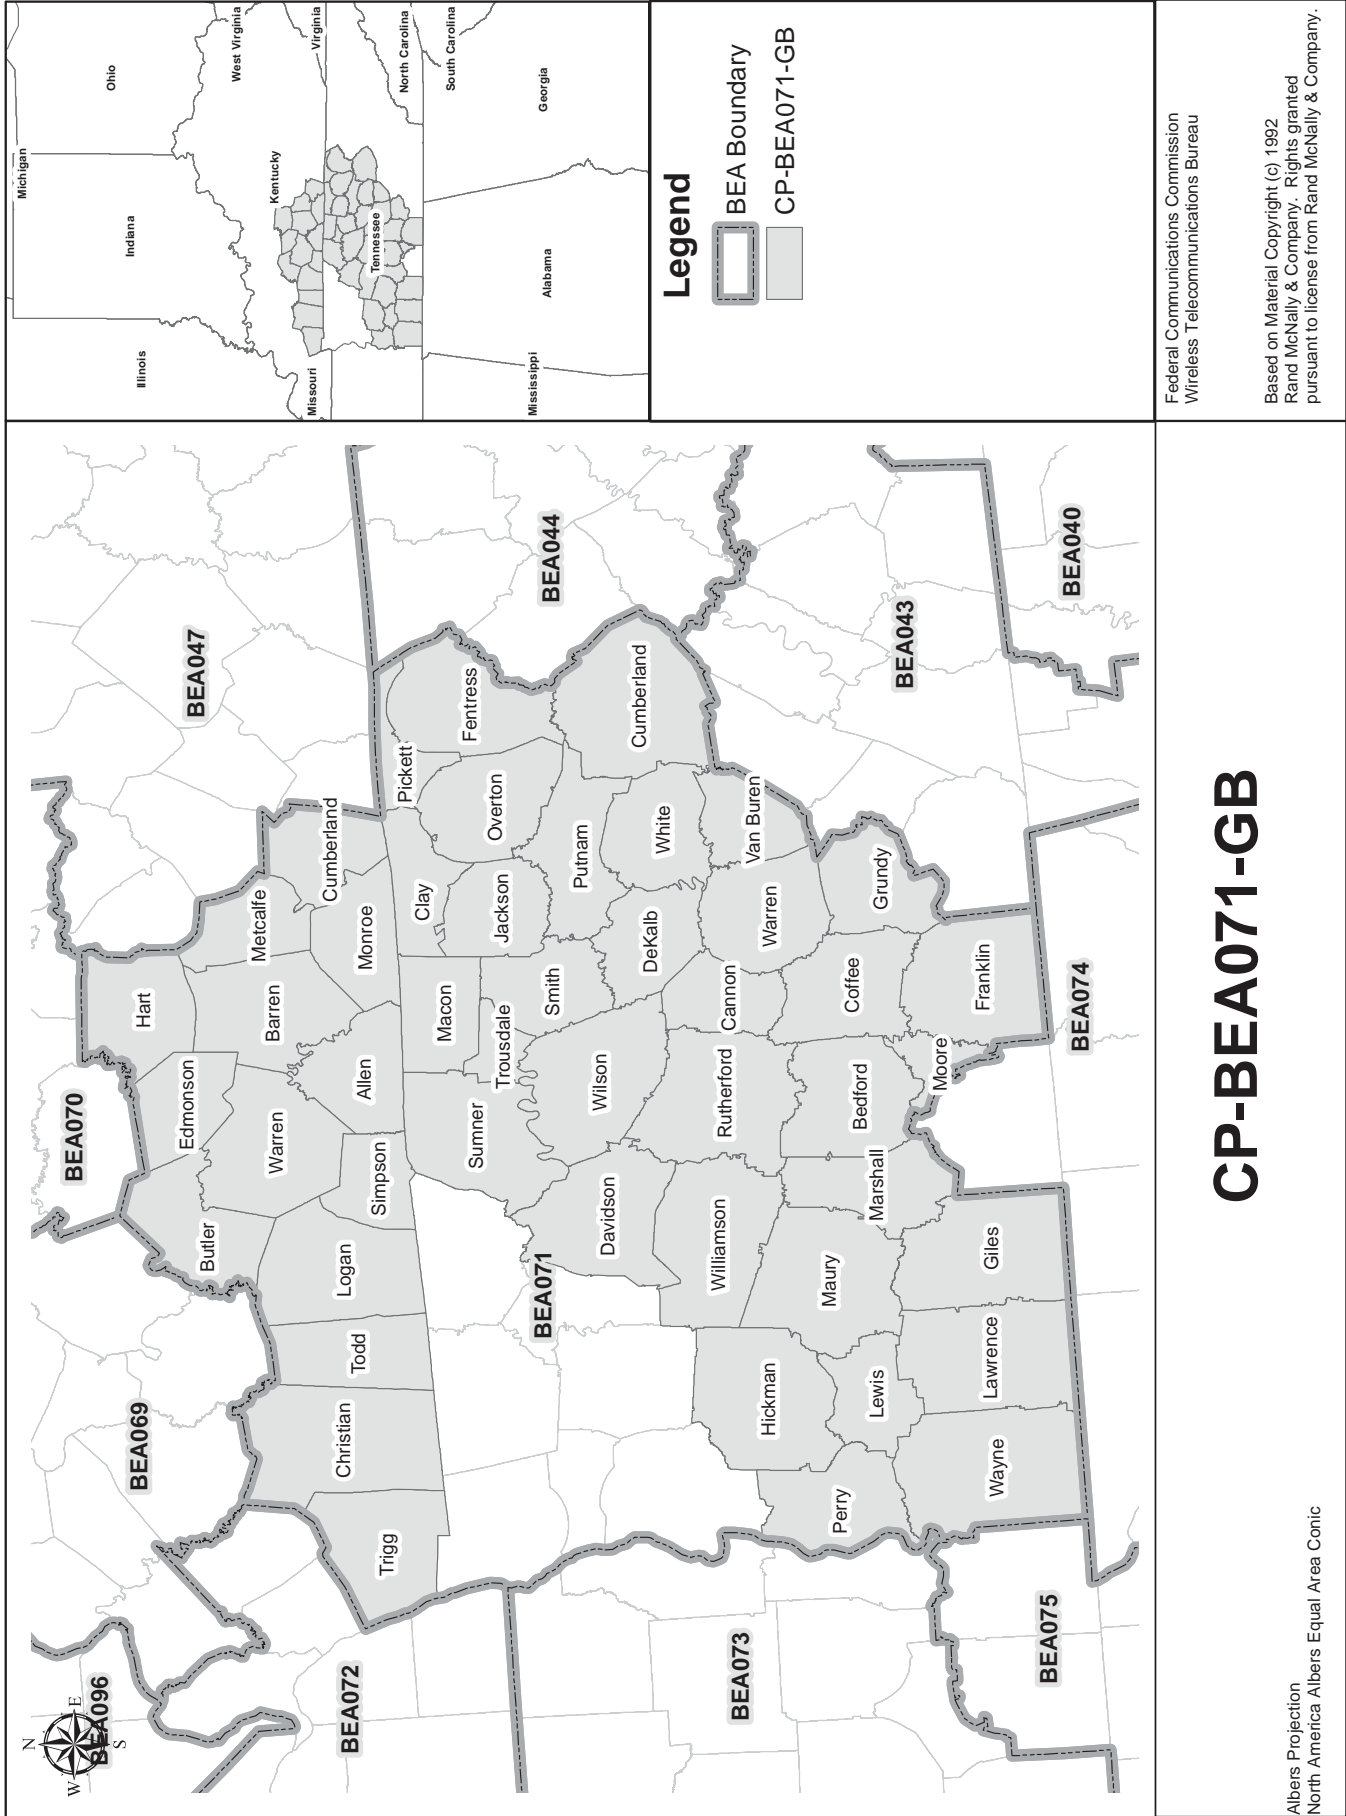 N
W
E
S
BEA096
BEA069
BEA070
BEA047
BEA072
BEA044
BEA071
BEA073
BEA043
BEA075
BEA074
BEA040
Hart
Edmonson
Butler
Metcalfe
Barren
Warren
Cumberland
Monroe
Allen
Simpson
Logan
Todd
Christian
Trigg
Pickett
Fentress
Clay
Overton
Macon
Jackson
Sumner
Trousdale
Smith
Putnam
Cumberland
Wilson
DeKalb
White
Davidson
Cannon
Warren
Van Buren
Rutherford
Williamson
Hickman
Coffee
Grundy
Bedford
Marshall
Maury
Lewis
Perry
Franklin
Moore
Giles
Lawrence
Wayne
Michigan
Ohio
West Virginia
Virginia
Indiana
Illinois
Kentucky
Missouri
Tennessee
North Carolina
South Carolina
Georgia
Alabama
Mississippi
Legend
BEA Boundary
CP-BEA071-GB
CP-BEA071-GB
Albers Projection
North America Albers Equal Area Conic
Federal Communications Commission
Wireless Telecommunications Bureau
Based on Material Copyright (c) 1992
Rand McNally & Company. Rights granted
pursuant to license from Rand McNally & Company.